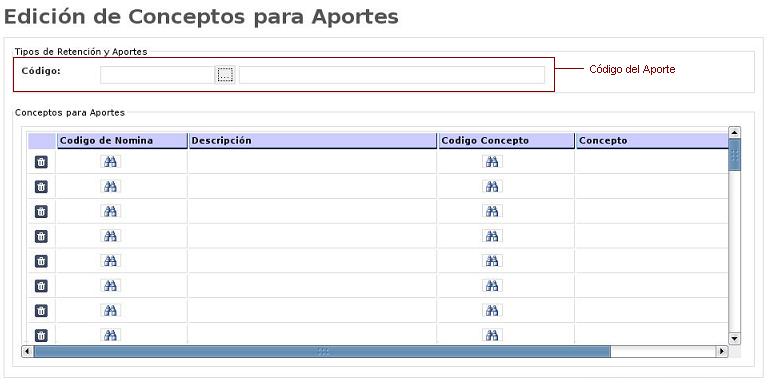 Edición de Conceptos para Aportes
Tipos de Retención y Aportes
Código:
...
Código del Aporte
Conceptos para Aportes
Codigo de Nomina Descripción Codigo Concepto Concepto